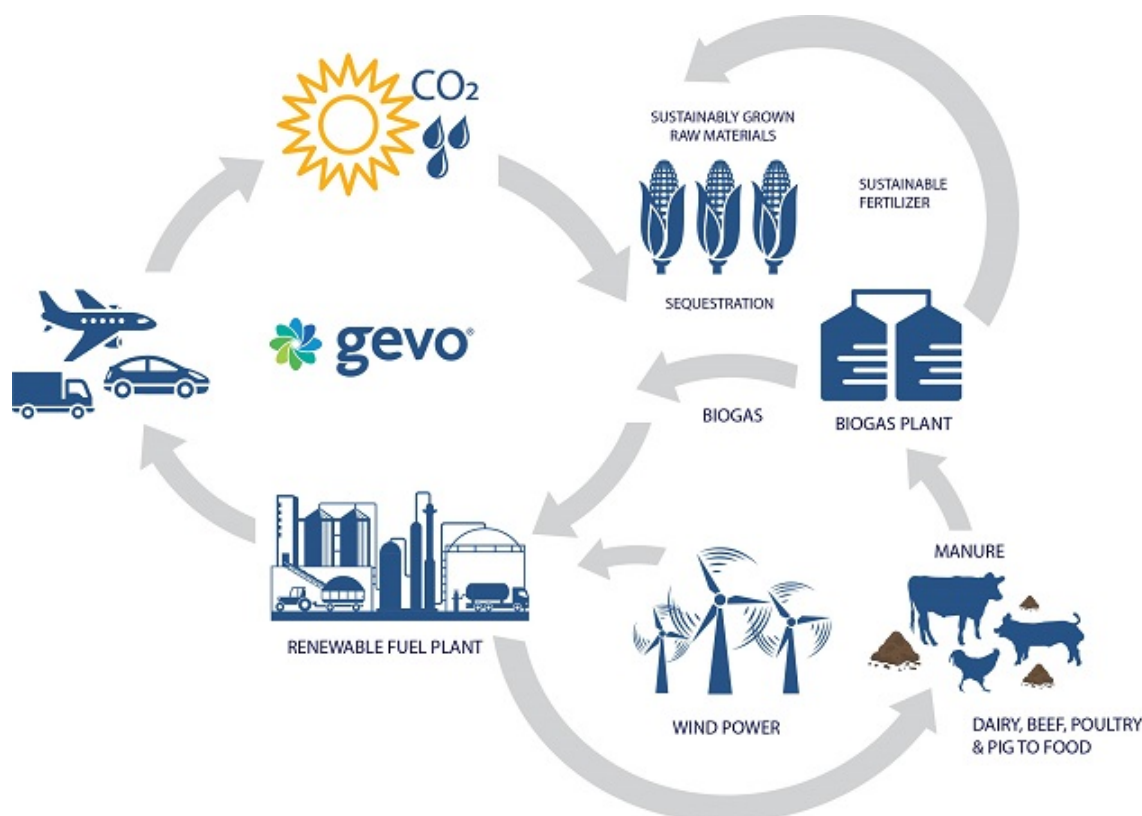 CO₂
SUSTAINABLY GROWN
RAW MATERIALS
SUSTAINABLE
FERTILIZER
SEQUESTRATION
gevo®
BIOGAS
BIOGAS PLANT
MANURE
RENEWABLE FUEL PLANT
WIND POWER
DAIRY, BEEF, POULTRY
& PIG TO FOOD